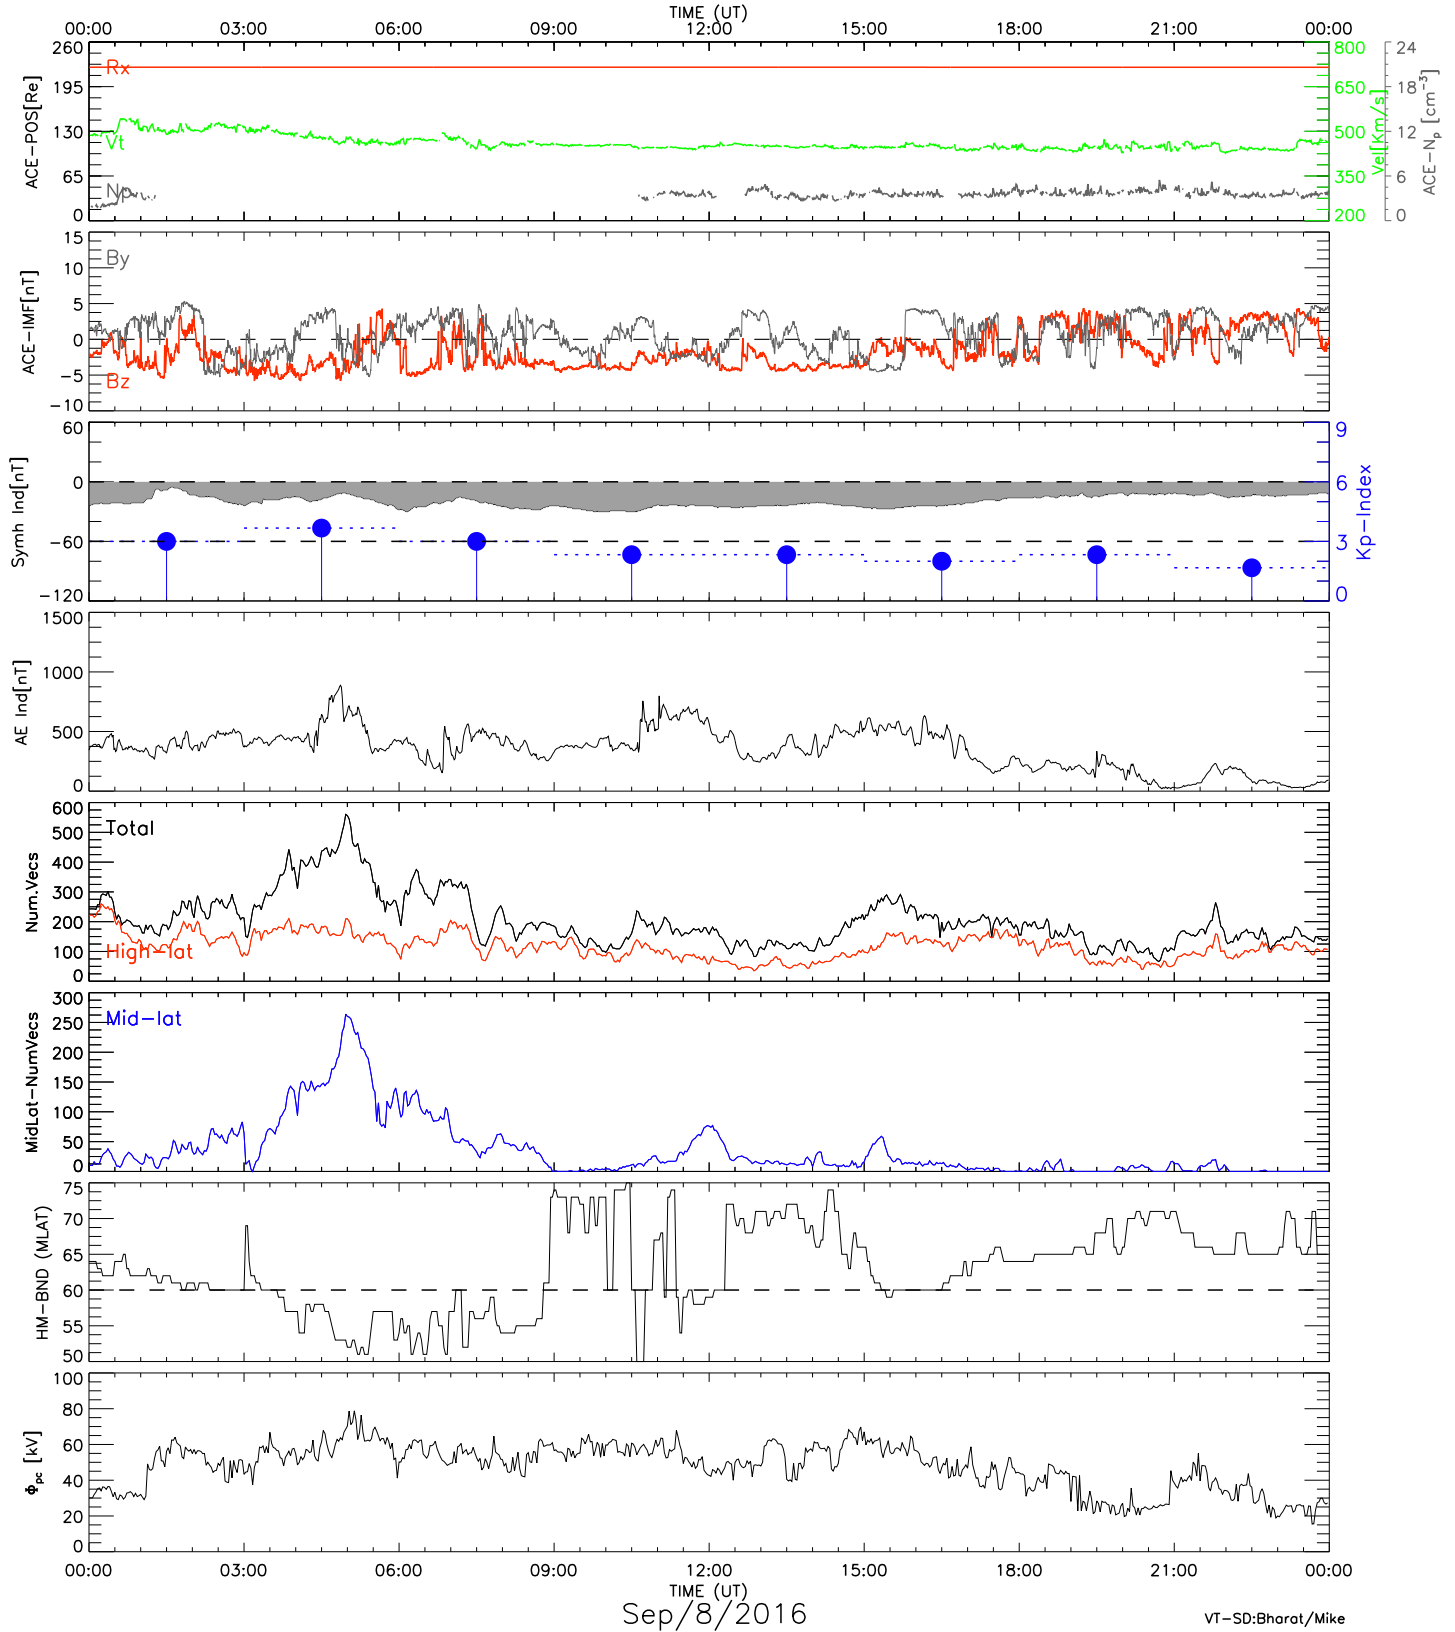 TIME (UT)
00:00 03:00 06:00 09:00 12:00 15:00 18:00 21:00 00:00
260
195
130
65
0
ACE-POS[Re]
Rx
Vt
Np
800
650
500
350
200
Vel[Km/s]
24
18
12
6
0
ACE-Np [cm-3]
15
10
5
0
-5
-10
ACE-IMF[nT]
By
Bz
60
0
-60
-120
Symh Ind[nT]
9
6
3
0
Kp-Index
1500
1000
500
0
AE Ind[nT]
600
500
400
300
200
100
0
Num.Vecs
Total
High-lat
300
250
200
150
100
50
0
MidLat-NumVecs
Mid-lat
75
70
65
60
55
50
HM-BND (MLAT)
100
80
60
40
20
0
Φpc [kV]
00:00 03:00 06:00 09:00 12:00 15:00 18:00 21:00 00:00
TIME (UT)
Sep/8/2016
VT-SD:Bharat/Mike